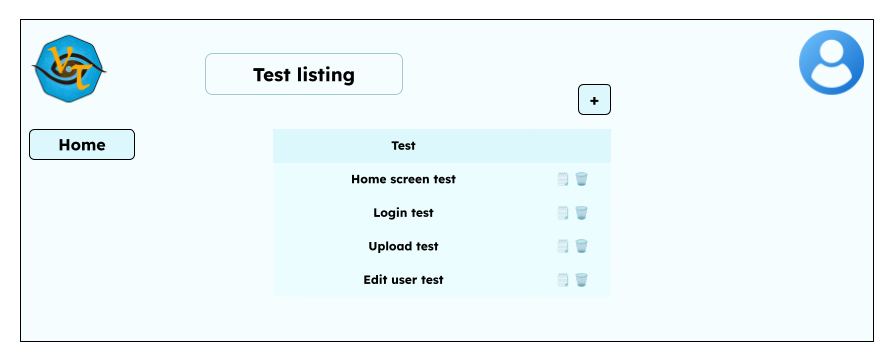 VT
Test listing
+
Home
Test
Home screen test
Login test
Upload test
Edit user test